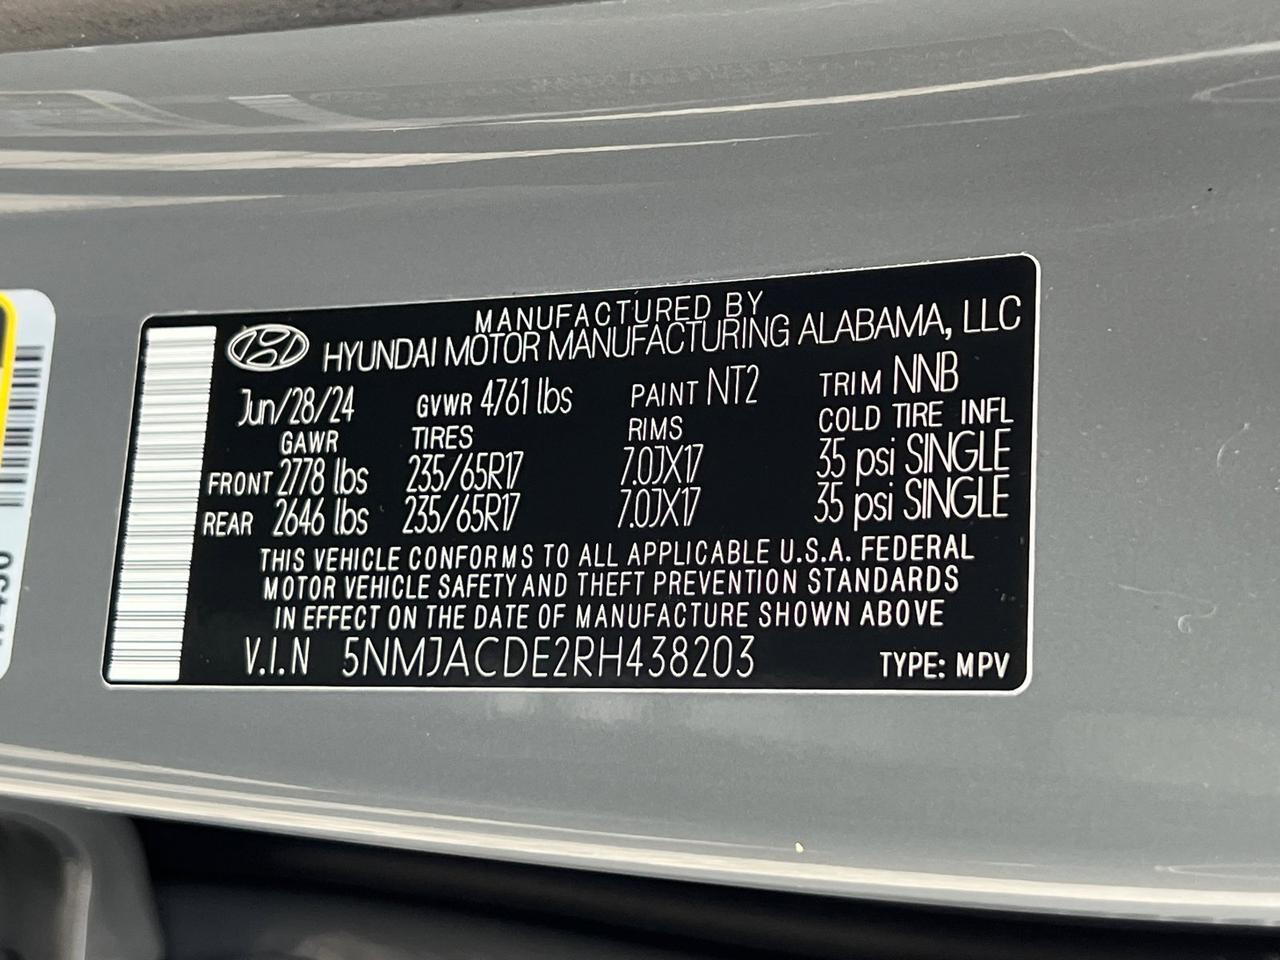 MANUFACTURED BY
HYUNDAI MOTOR MANUFACTURING ALABAMA, LLC
Jun/28/24 GVWR 4761 lbs PAINT NT2 TRIM NNB
GAWR TIRES RIMS COLD TIRE INFL
FRONT 2778 lbs 235/65R17 7.0JX17 35 psi SINGLE
REAR 2646 lbs 235/65R17 7.0JX17 35 psi SINGLE
THIS VEHICLE CONFORMS TO ALL APPLICABLE U.S.A. FEDERAL
MOTOR VEHICLE SAFETY AND THEFT PREVENTION STANDARDS
IN EFFECT ON THE DATE OF MANUFACTURE SHOWN ABOVE
V.I.N 5NMJACDE2RH438203 TYPE: MPV